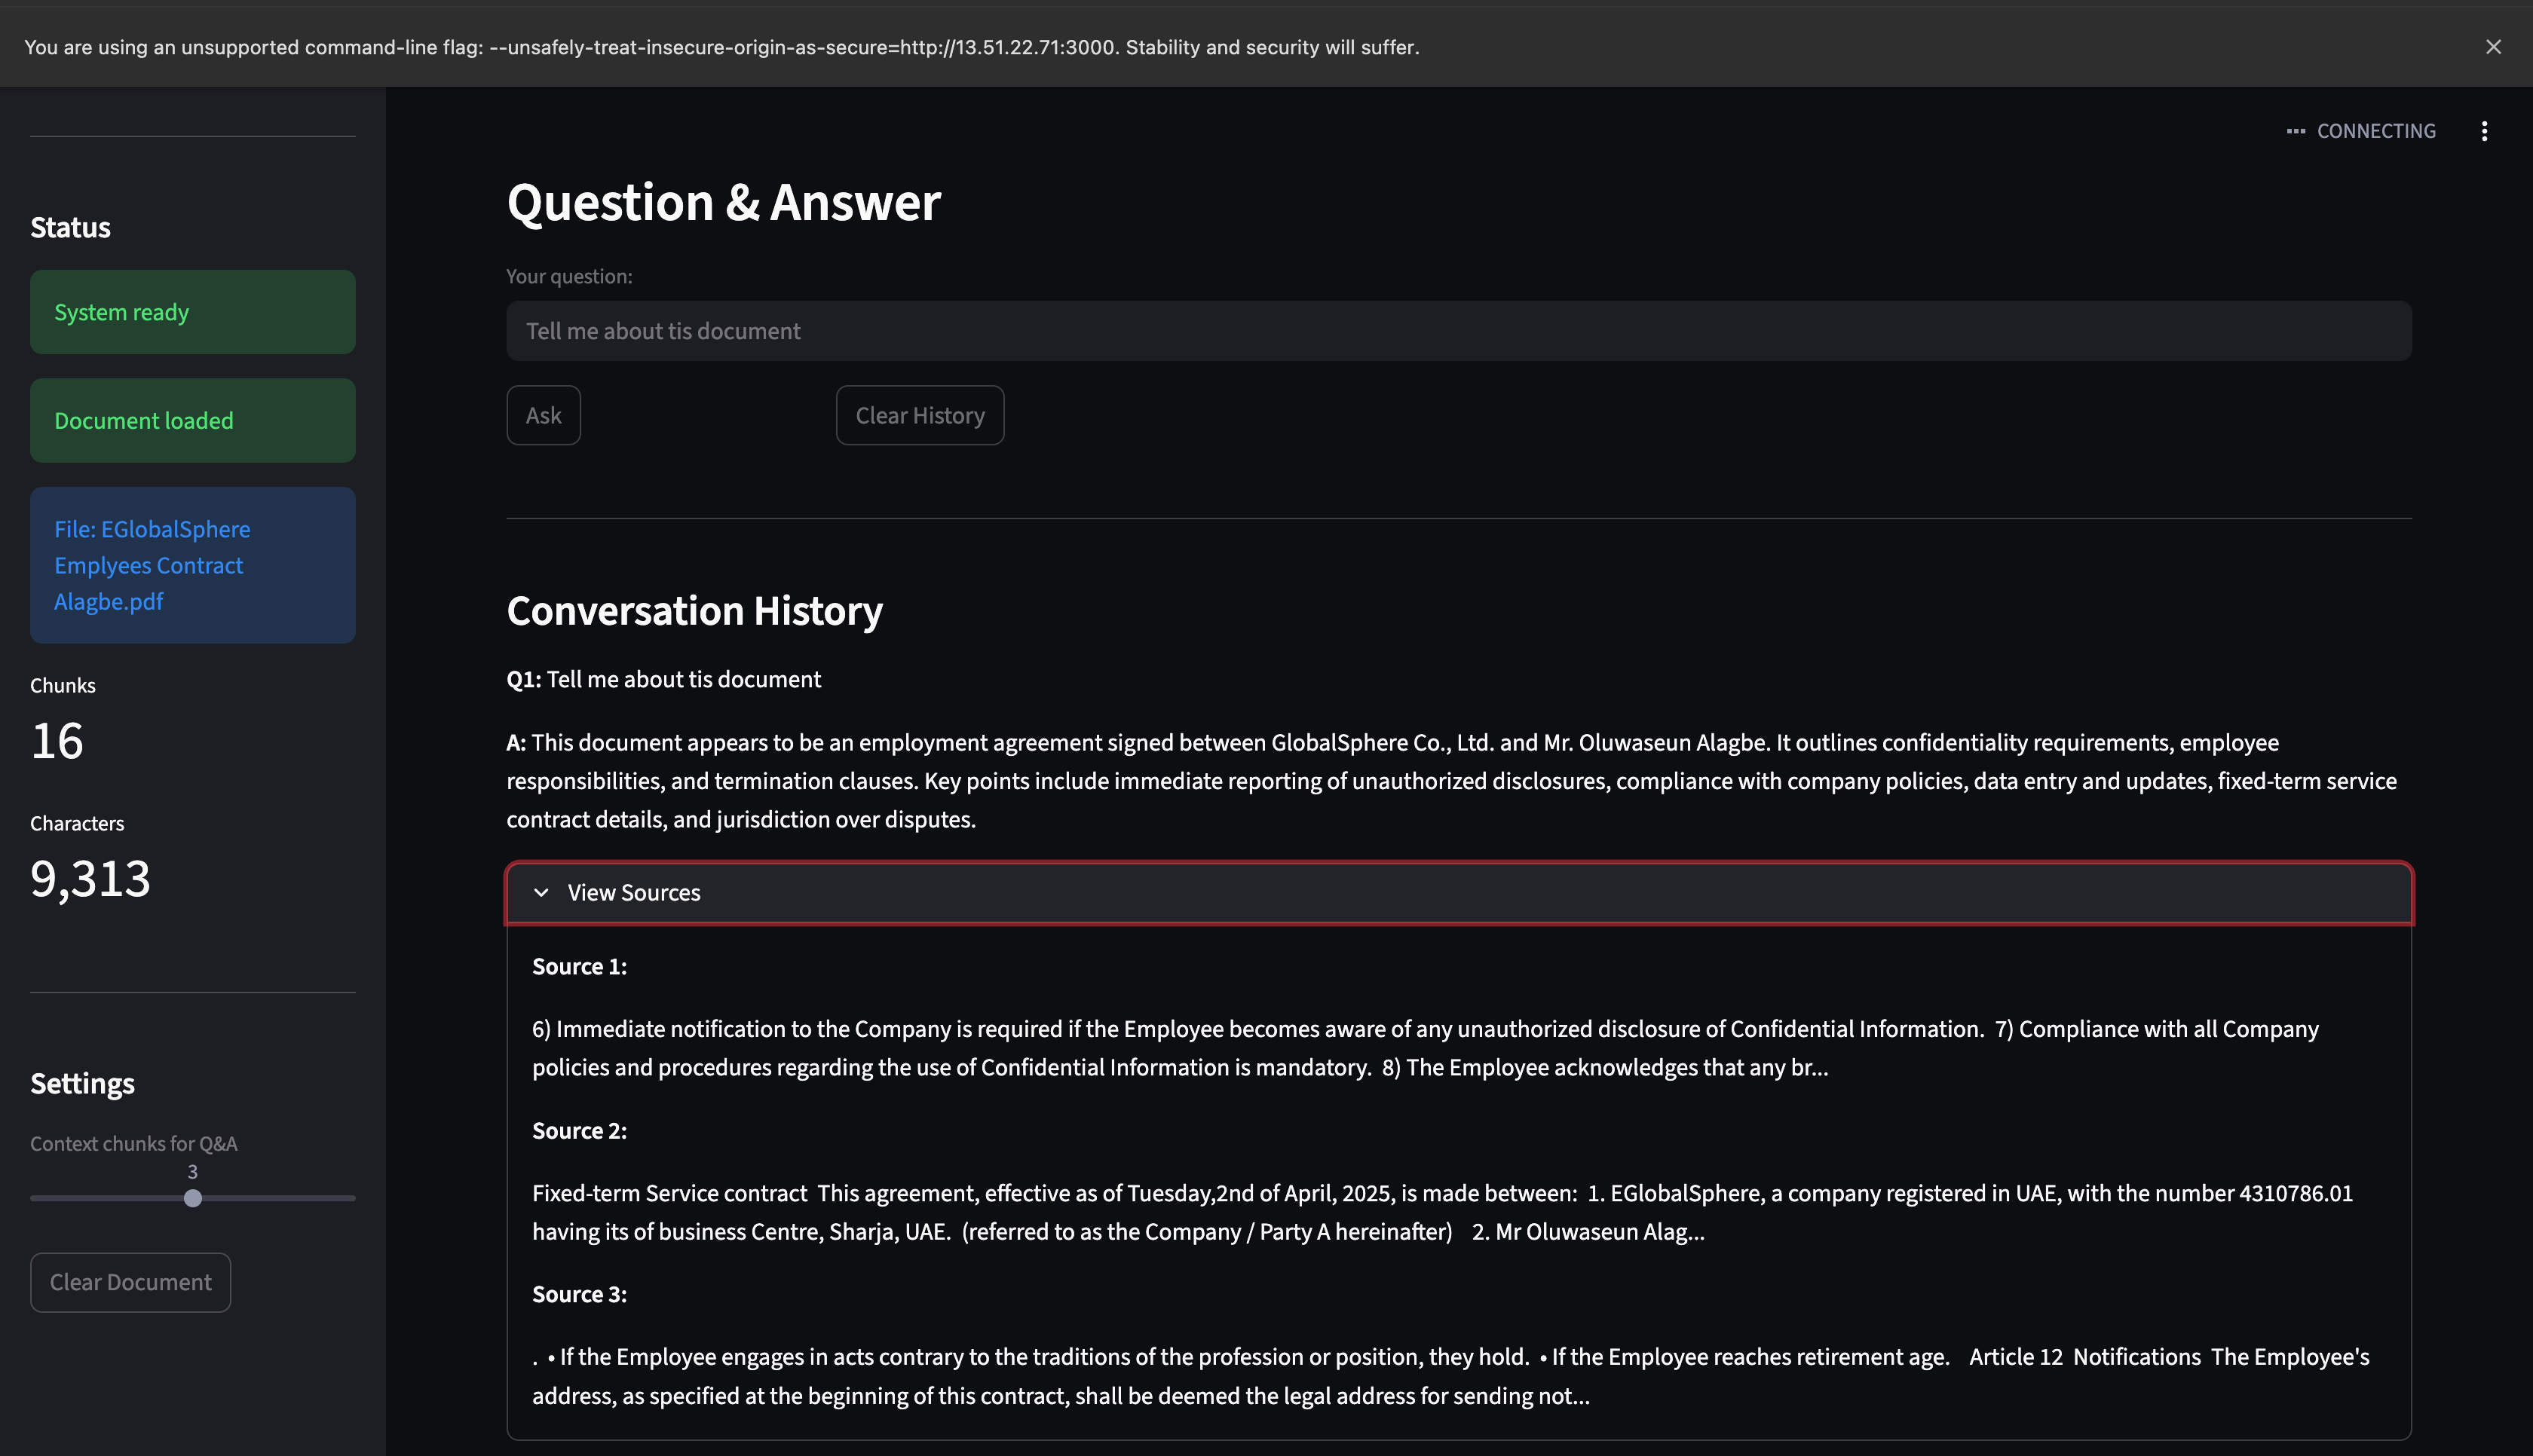 You are using an unsupported command-line flag: --unsafely-treat-insecure-origin-as-secure=http://13.51.22.71:3000. Stability and security will suffer.
CONNECTING
Status
System ready
Document loaded
File: EGlobalSphere
Emplyees Contract
Alagbe.pdf
Chunks
16
Characters
9,313
Settings
Context chunks for Q&A
3
Clear Document
Question & Answer
Your question:
Tell me about tis document
Ask
Clear History
Conversation History
Q1: Tell me about tis document
A: This document appears to be an employment agreement signed between GlobalSphere Co., Ltd. and Mr. Oluwaseun Alagbe. It outlines confidentiality requirements, employee
responsibilities, and termination clauses. Key points include immediate reporting of unauthorized disclosures, compliance with company policies, data entry and updates, fixed-term service
contract details, and jurisdiction over disputes.
View Sources
Source 1:
6) Immediate notification to the Company is required if the Employee becomes aware of any unauthorized disclosure of Confidential Information. 7) Compliance with all Company
policies and procedures regarding the use of Confidential Information is mandatory. 8) The Employee acknowledges that any br...
Source 2:
Fixed-term Service contract This agreement, effective as of Tuesday,2nd of April, 2025, is made between: 1. EGlobalSphere, a company registered in UAE, with the number 4310786.01
having its of business Centre, Sharja, UAE. (referred to as the Company / Party A hereinafter) 2. Mr Oluwaseun Alag...
Source 3:
. • If the Employee engages in acts contrary to the traditions of the profession or position, they hold. • If the Employee reaches retirement age. Article 12 Notifications The Employee's
address, as specified at the beginning of this contract, shall be deemed the legal address for sending not...